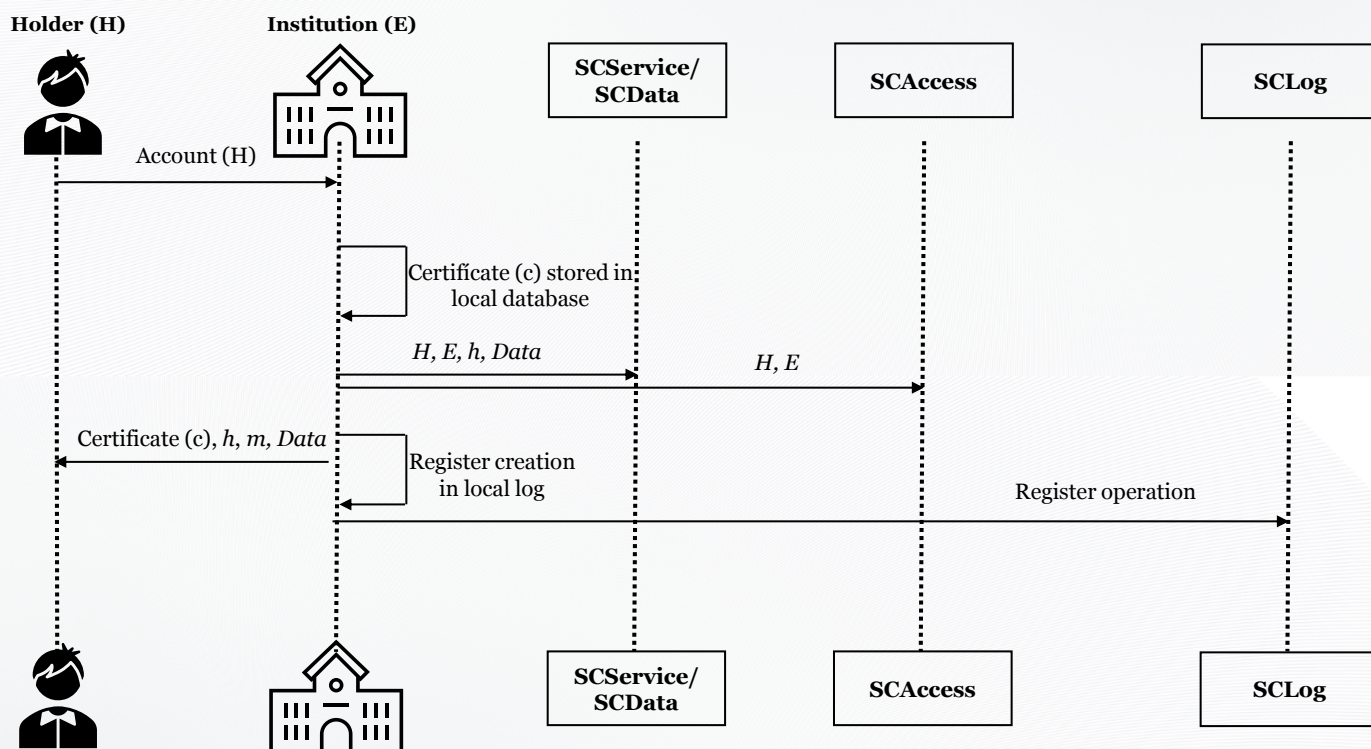 Holder (H)
Institution (E)
SCService/
SCData
SCAccess
SCLog
Account (H)
Certifícate (c) stored in
local database
H, E, h, Data
H, E
Certificate (c), h, m, Data
Register creation
in local log
Register operation
SCService/
SCData
SCAccess
SCLog